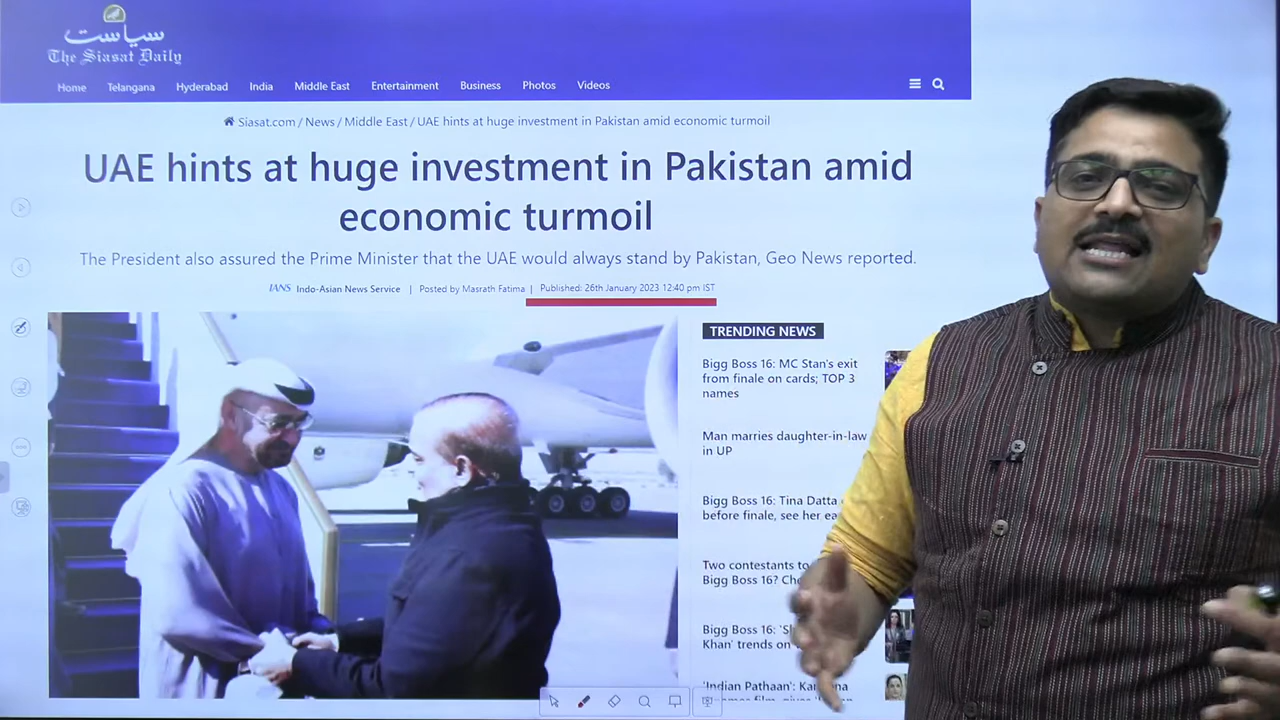 سیاست
The Siasat Daily
Home Telangana Hyderabad India Middle East Entertainment Business Photos Videos
Siasat.com / News / Middle East / UAE hints at huge investment in Pakistan amid economic turmoil
UAE hints at huge investment in Pakistan amid
economic turmoil
The President also assured the Prime Minister that the UAE would always stand by Pakistan, Geo News reported.
IANS Indo-Asian News Service | Posted by Masrath Fatima | Published: 26th January 2023 12:40 pm IST
TRENDING NEWS
Bigg Boss 16: MC Stan's exit
from finale on cards; TOP 3
names
Man marries daughter-in-law
in UP
Bigg Boss 16: Tina Datta
before finale, see her
Two contestants to
Bigg Boss 16?
Bigg Boss 16:
Khan' trends on
'Indian Pathaan':